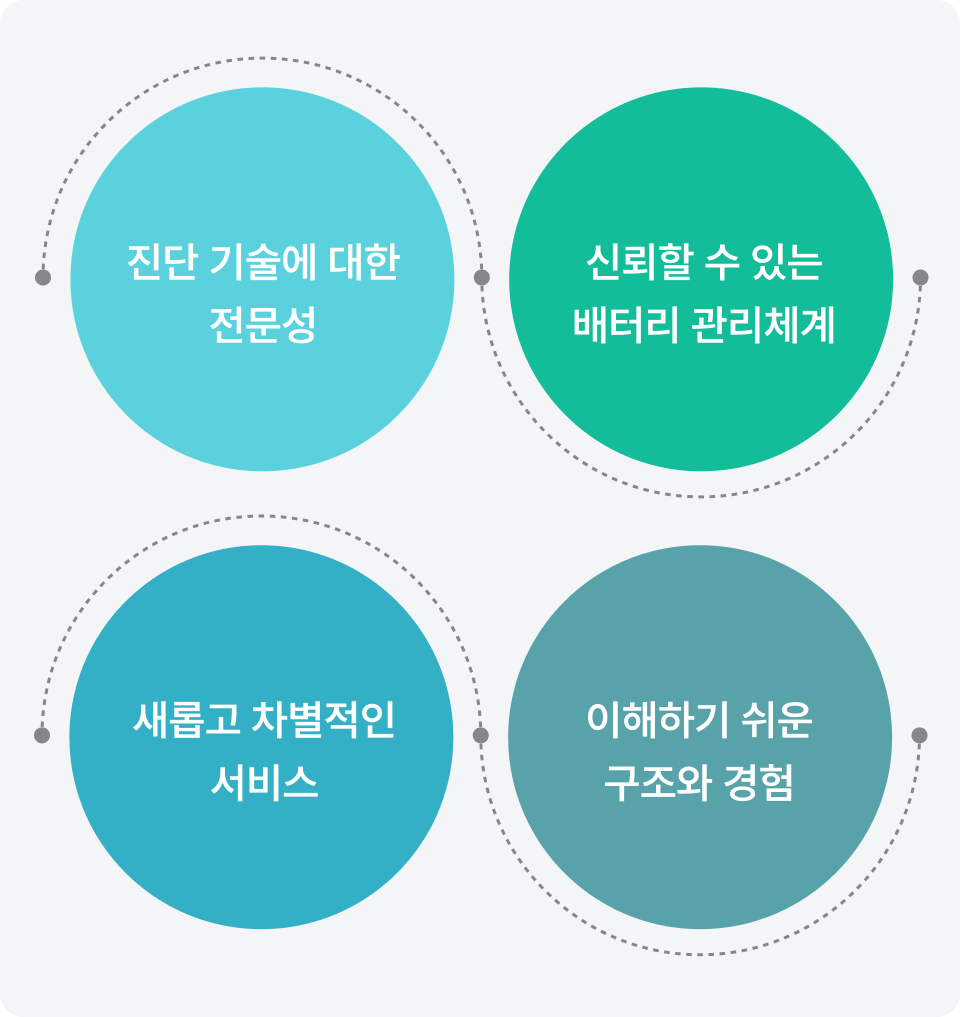 진단 기술에 대한
전문성
신뢰할 수 있는
배터리 관리체계
새롭고 차별적인
서비스
이해하기 쉬운
구조와 경험